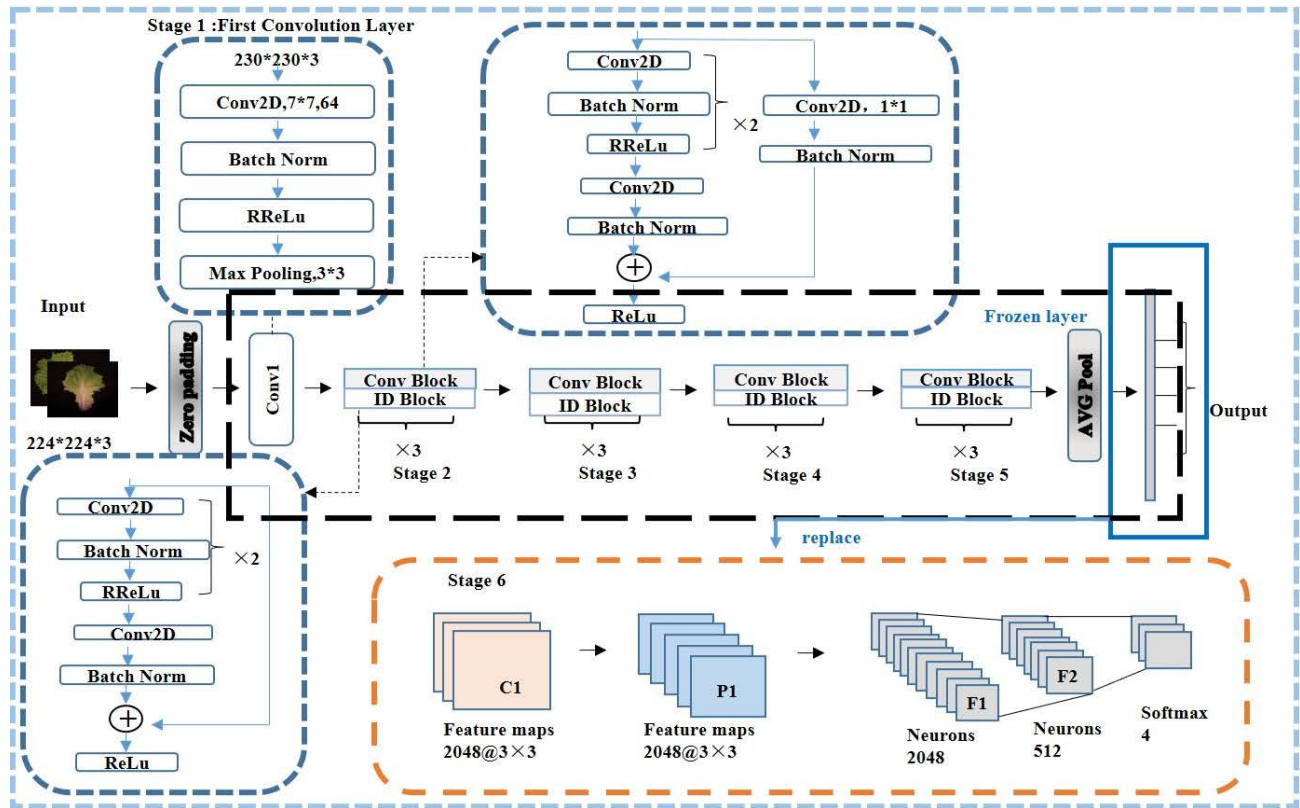 Stage 1 :First Convolution Layer
230*230*3
Conv2D,7*7,64
Batch Norm
RReLu
Max Pooling,3*3
Conv2D
Batch Norm
RReLu
×2
Conv2D
Batch Norm
+
ReLu
Conv2D，1*1
Batch Norm
Input
224*224*3
Zero padding
Conv1
Conv Block
ID Block
×3
Stage 2
Conv Block
ID Block
×3
Stage 3
Conv Block
ID Block
×3
Stage 4
Conv Block
ID Block
×3
Stage 5
Frozen layer
AVG Pool
Output
replace
Conv2D
Batch Norm
RReLu
×2
Conv2D
Batch Norm
+
ReLu
Stage 6
C1
Feature maps
2048@3×3
P1
Feature maps
2048@3×3
F1
Neurons
2048
F2
Neurons
512
Softmax
4